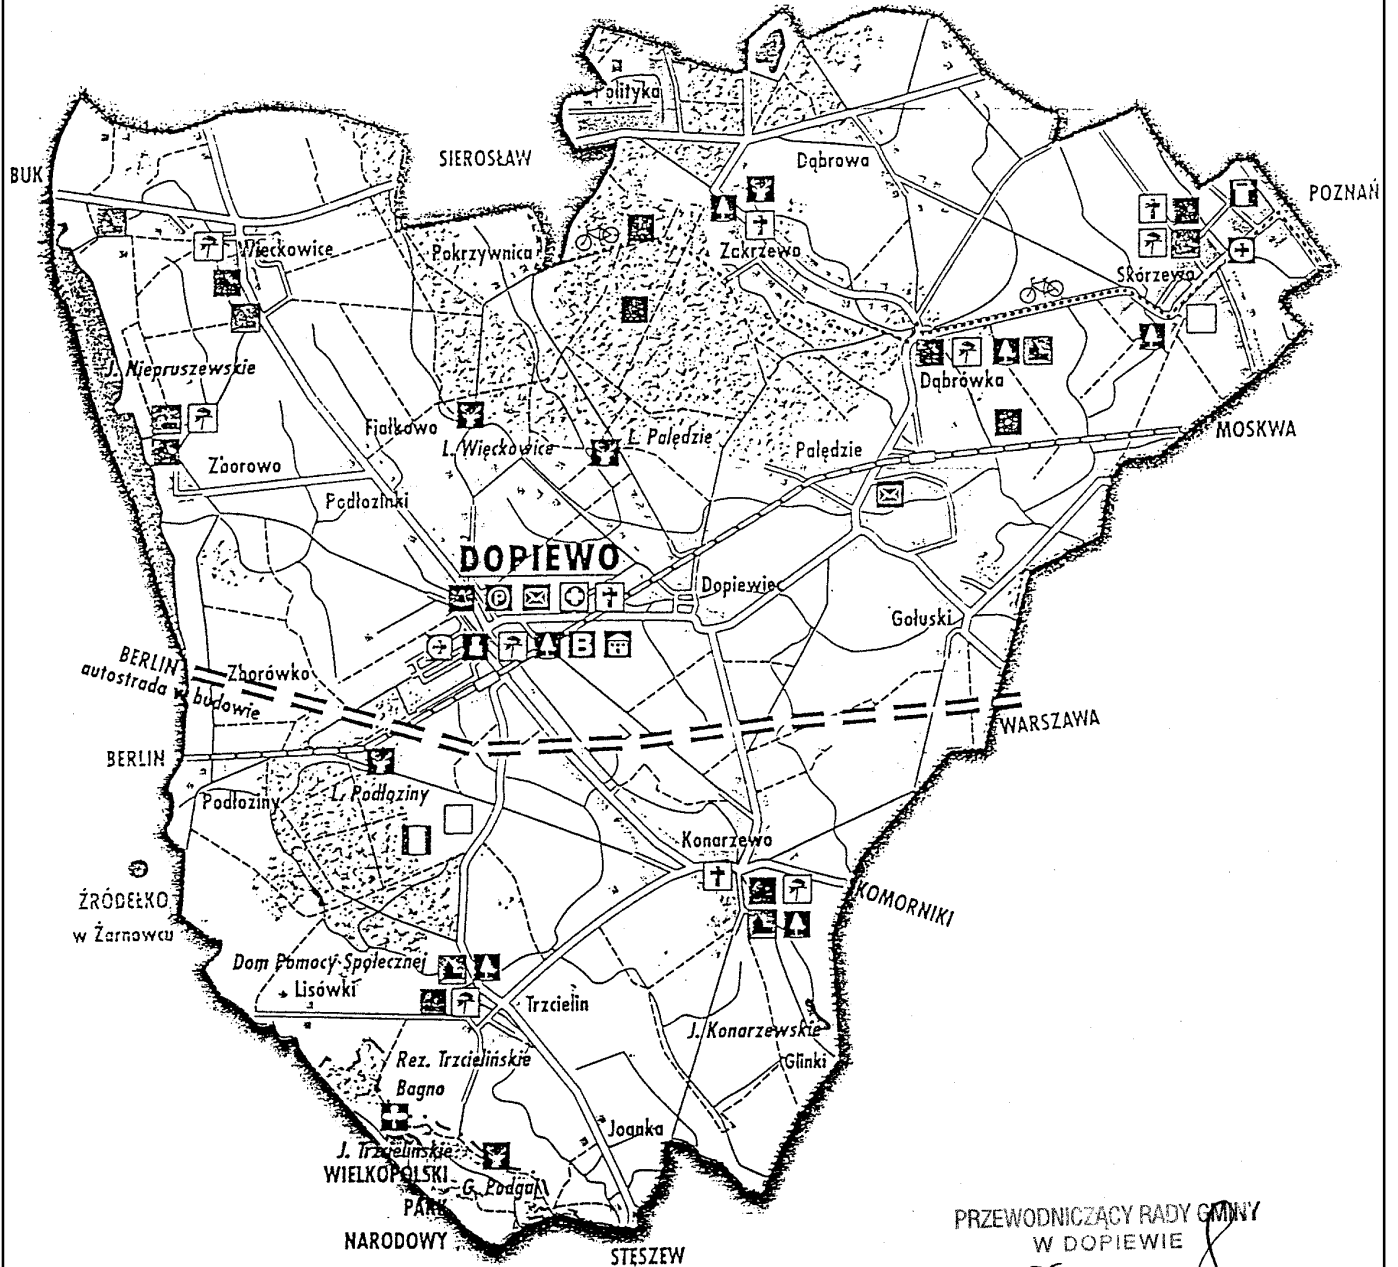 Polityka
SIEROSŁAW
Dąbrowa
BUK
POZNAŃ
Więckowice
Pokrzywnica
Zakrzewo
Skórzewo
J. Niepruszewskie
Dąbrówka
Fiałkowo
L. Więckowice
L. Palędzie
Palędzie
MOSKWA
Zborowo
Podłozinki
DOPIEWO
Dopiewiec
P
Gołuski
B
BERLIN
autostrada w budowie
Zborówko
WARSZAWA
BERLIN
Podłoziny
L. Podłoziny
Konarzewo
KOMORNIKI
ŹRÓDEŁKO
w Żarnowcu
Dom Pomocy Społecznej
Lisówki
Trzcielin
J. Konarzewskie
Rez. Trzcielińskie
Bagno
Glinki
Joanka
J. Trzcielińskie
WIELKOPOLSKI
G. Podgaj
PARK
NARODOWY
STĘSZEW
PRZEWODNICZĄCY RADY GMINY
W DOPIEWIE